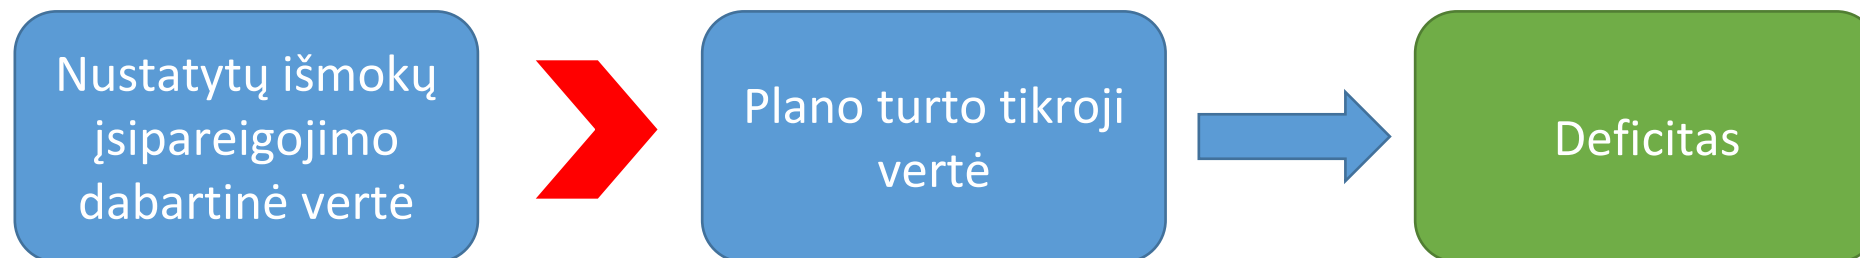 Nustatytų išmokų
įsipareigojimo
dabartinė vertė
Plano turto tikroji
vertė
Deficitas